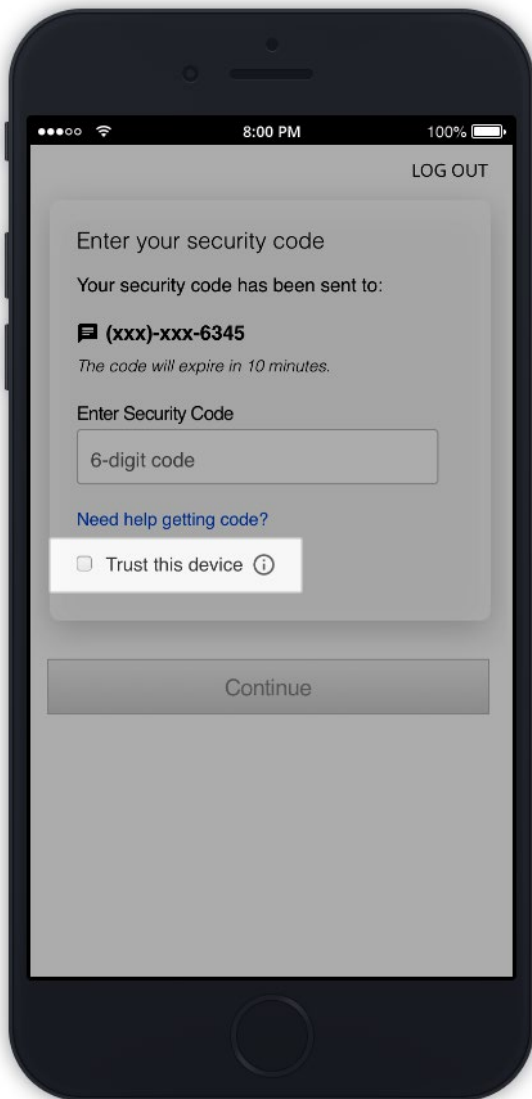 8:00 PM 100%
LOG OUT
Enter your security code
Your security code has been sent to:
(xxx)-xxx-6345
The code will expire in 10 minutes.
Enter Security Code
6-digit code
Need help getting code?
Trust this device
Continue